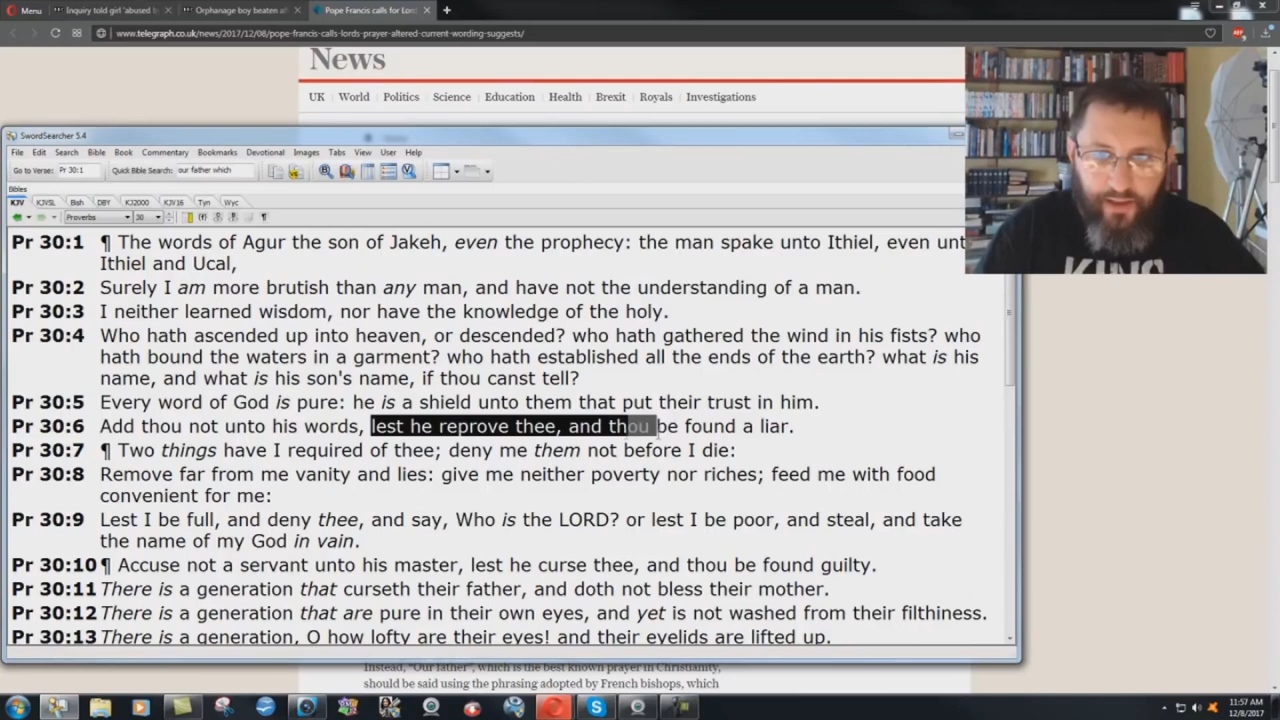 Menu
Inquiry told girl 'abused b
Orphanage boy beaten af
Pope Francis calls for Lord
www.telegraph.co.uk/news/2017/12/08/pope-francis-calls-lords-prayer-altered-current-wording-suggests/
News
UK World Politics Science Education Health Brexit Royals Investigations
SwordSearcher 5.4
File Edit Search Bible Book Commentary Bookmarks Devotional Images Tabs View User Help
Go to Verse: Pr 30:1 Quick Bible Search: our father which
Bibles
KJV KJVSL Bish DBY KJ2000 KJV16 Tyn Wyc
Proverbs 30
Pr 30:1 ¶ The words of Agur the son of Jakeh, even the prophecy: the man spake unto Ithiel, even unt
Ithiel and Ucal,
Pr 30:2 Surely I am more brutish than any man, and have not the understanding of a man.
Pr 30:3 I neither learned wisdom, nor have the knowledge of the holy.
Pr 30:4 Who hath ascended up into heaven, or descended? who hath gathered the wind in his fists? who
hath bound the waters in a garment? who hath established all the ends of the earth? what is his
name, and what is his son's name, if thou canst tell?
Pr 30:5 Every word of God is pure: he is a shield unto them that put their trust in him.
Pr 30:6 Add thou not unto his words, lest he reprove thee, and thou be found a liar.
Pr 30:7 ¶ Two things have I required of thee; deny me them not before I die:
Pr 30:8 Remove far from me vanity and lies: give me neither poverty nor riches; feed me with food
convenient for me:
Pr 30:9 Lest I be full, and deny thee, and say, Who is the LORD? or lest I be poor, and steal, and take
the name of my God in vain.
Pr 30:10 ¶ Accuse not a servant unto his master, lest he curse thee, and thou be found guilty.
Pr 30:11 There is a generation that curseth their father, and doth not bless their mother.
Pr 30:12 There is a generation that are pure in their own eyes, and yet is not washed from their filthiness.
Pr 30:13 There is a generation, O how lofty are their eyes! and their eyelids are lifted up.
Instead, "Our father", which is the best known prayer in Christianity,
should be said using the phrasing adopted by French bishops, which
11:57 AM
12/8/2017